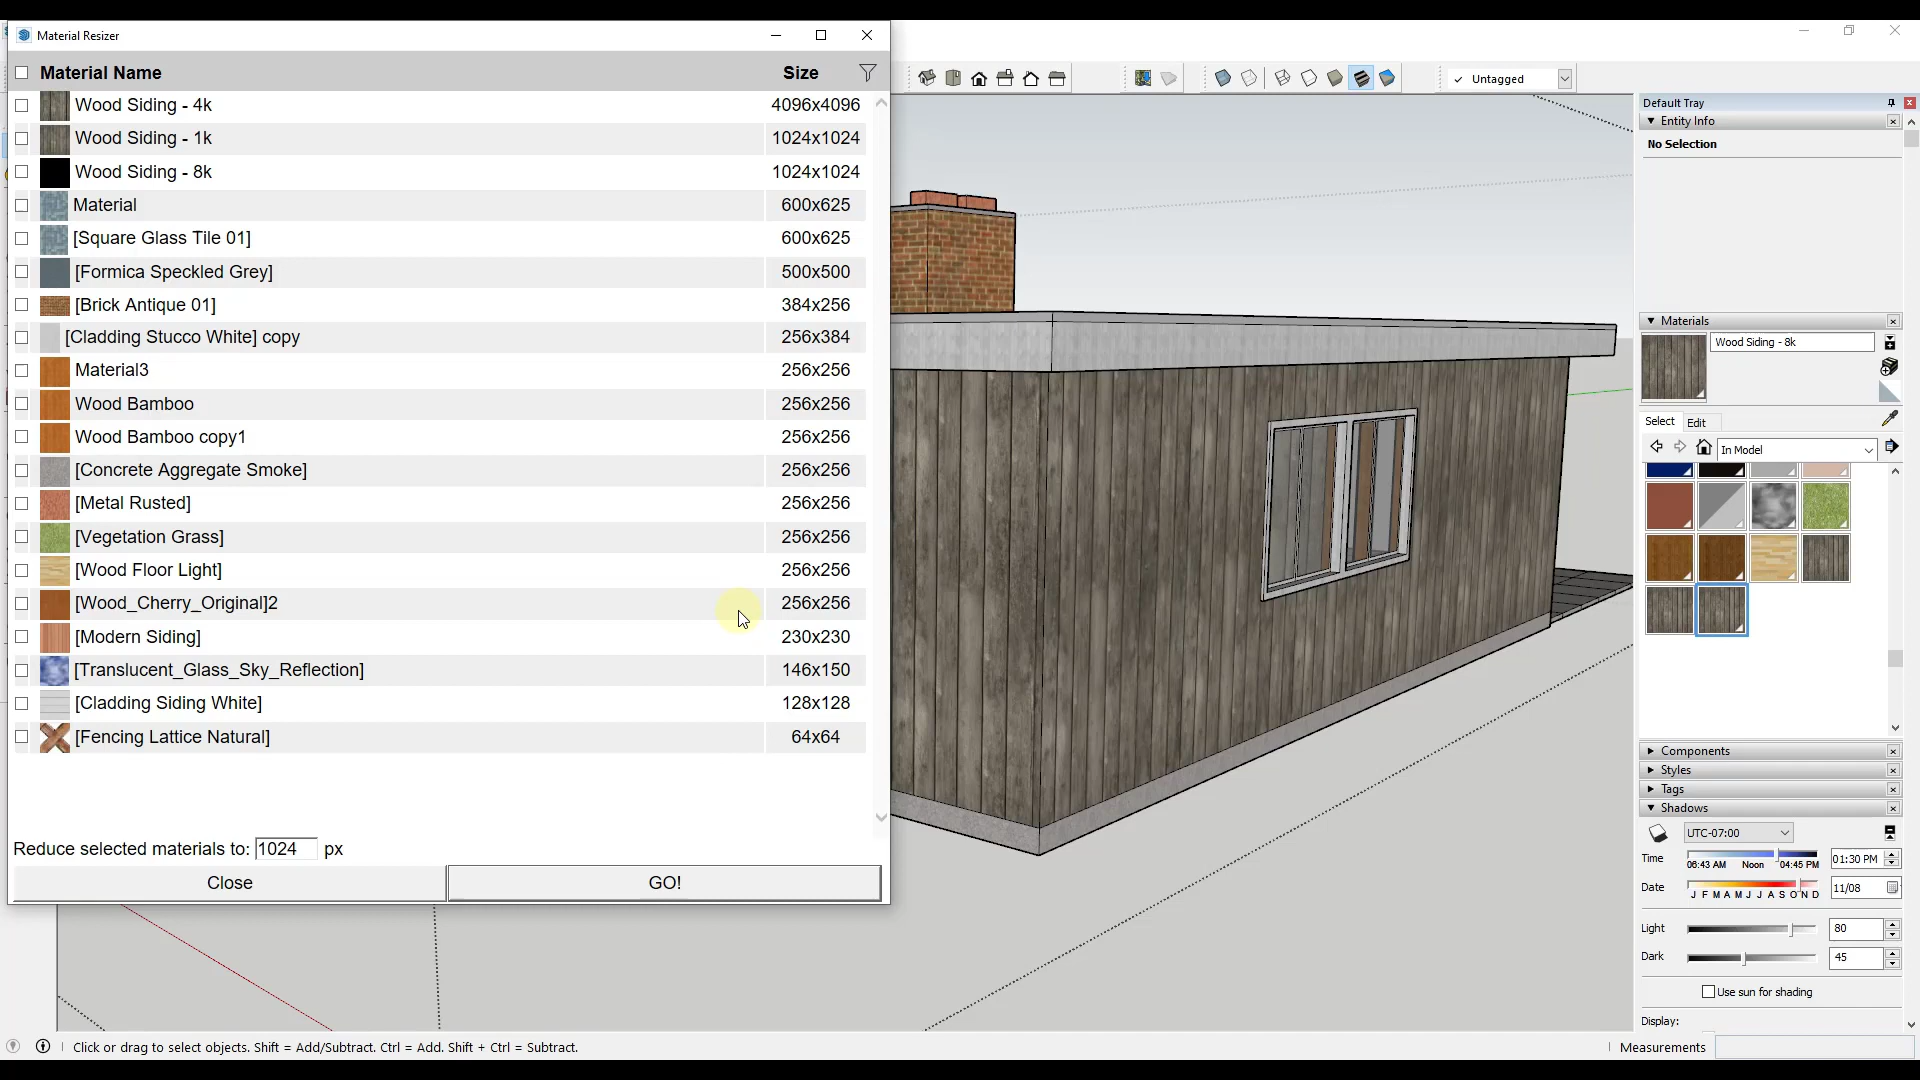 Material Resizer
Material Name Size
Wood Siding - 4k 4096x4096
Wood Siding - 1k 1024x1024
Wood Siding - 8k 1024x1024
Material 600x625
[Square Glass Tile 01] 600x625
[Formica Speckled Grey] 500x500
[Brick Antique 01] 384x256
[Cladding Stucco White] copy 256x384
Material3 256x256
Wood Bamboo 256x256
Wood Bamboo copy1 256x256
[Concrete Aggregate Smoke] 256x256
[Metal Rusted] 256x256
[Vegetation Grass] 256x256
[Wood Floor Light] 256x256
[Wood_Cherry_Original]2 256x256
[Modern Siding] 230x230
[Translucent_Glass_Sky_Reflection] 146x150
[Cladding Siding White] 128x128
[Fencing Lattice Natural] 64x64
Reduce selected materials to: 1024 px
Close GO!
Untagged
Default Tray
Entity Info
No Selection
Materials
Wood Siding - 8k
Select Edit
In Model
Components
Styles
Tags
Shadows
UTC-07:00
Time 06:43 AM Noon 04:45 PM 01:30 PM
Date J F M A M J J A S O N D 11/08
Light 80
Dark 45
Use sun for shading
Display:
Click or drag to select objects. Shift = Add/Subtract. Ctrl = Add. Shift + Ctrl = Subtract.
Measurements